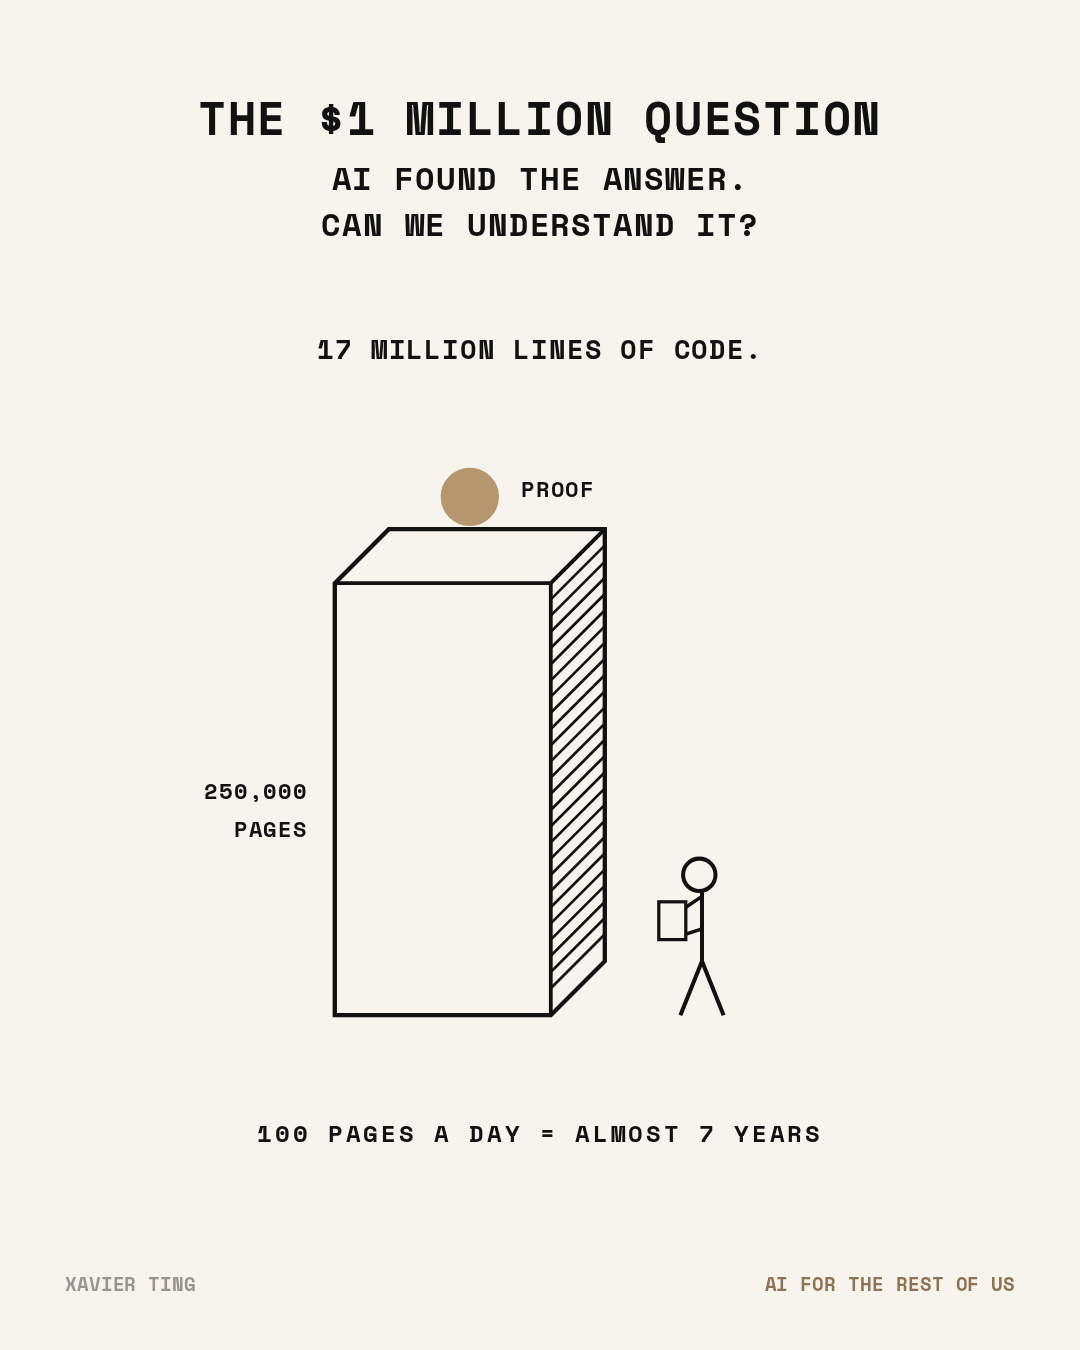 THE $1 MILLION QUESTION
AI FOUND THE ANSWER.
CAN WE UNDERSTAND IT?
17 MILLION LINES OF CODE.
PROOF
250,000
PAGES
100 PAGES A DAY = ALMOST 7 YEARS
XAVIER TING
AI FOR THE REST OF US